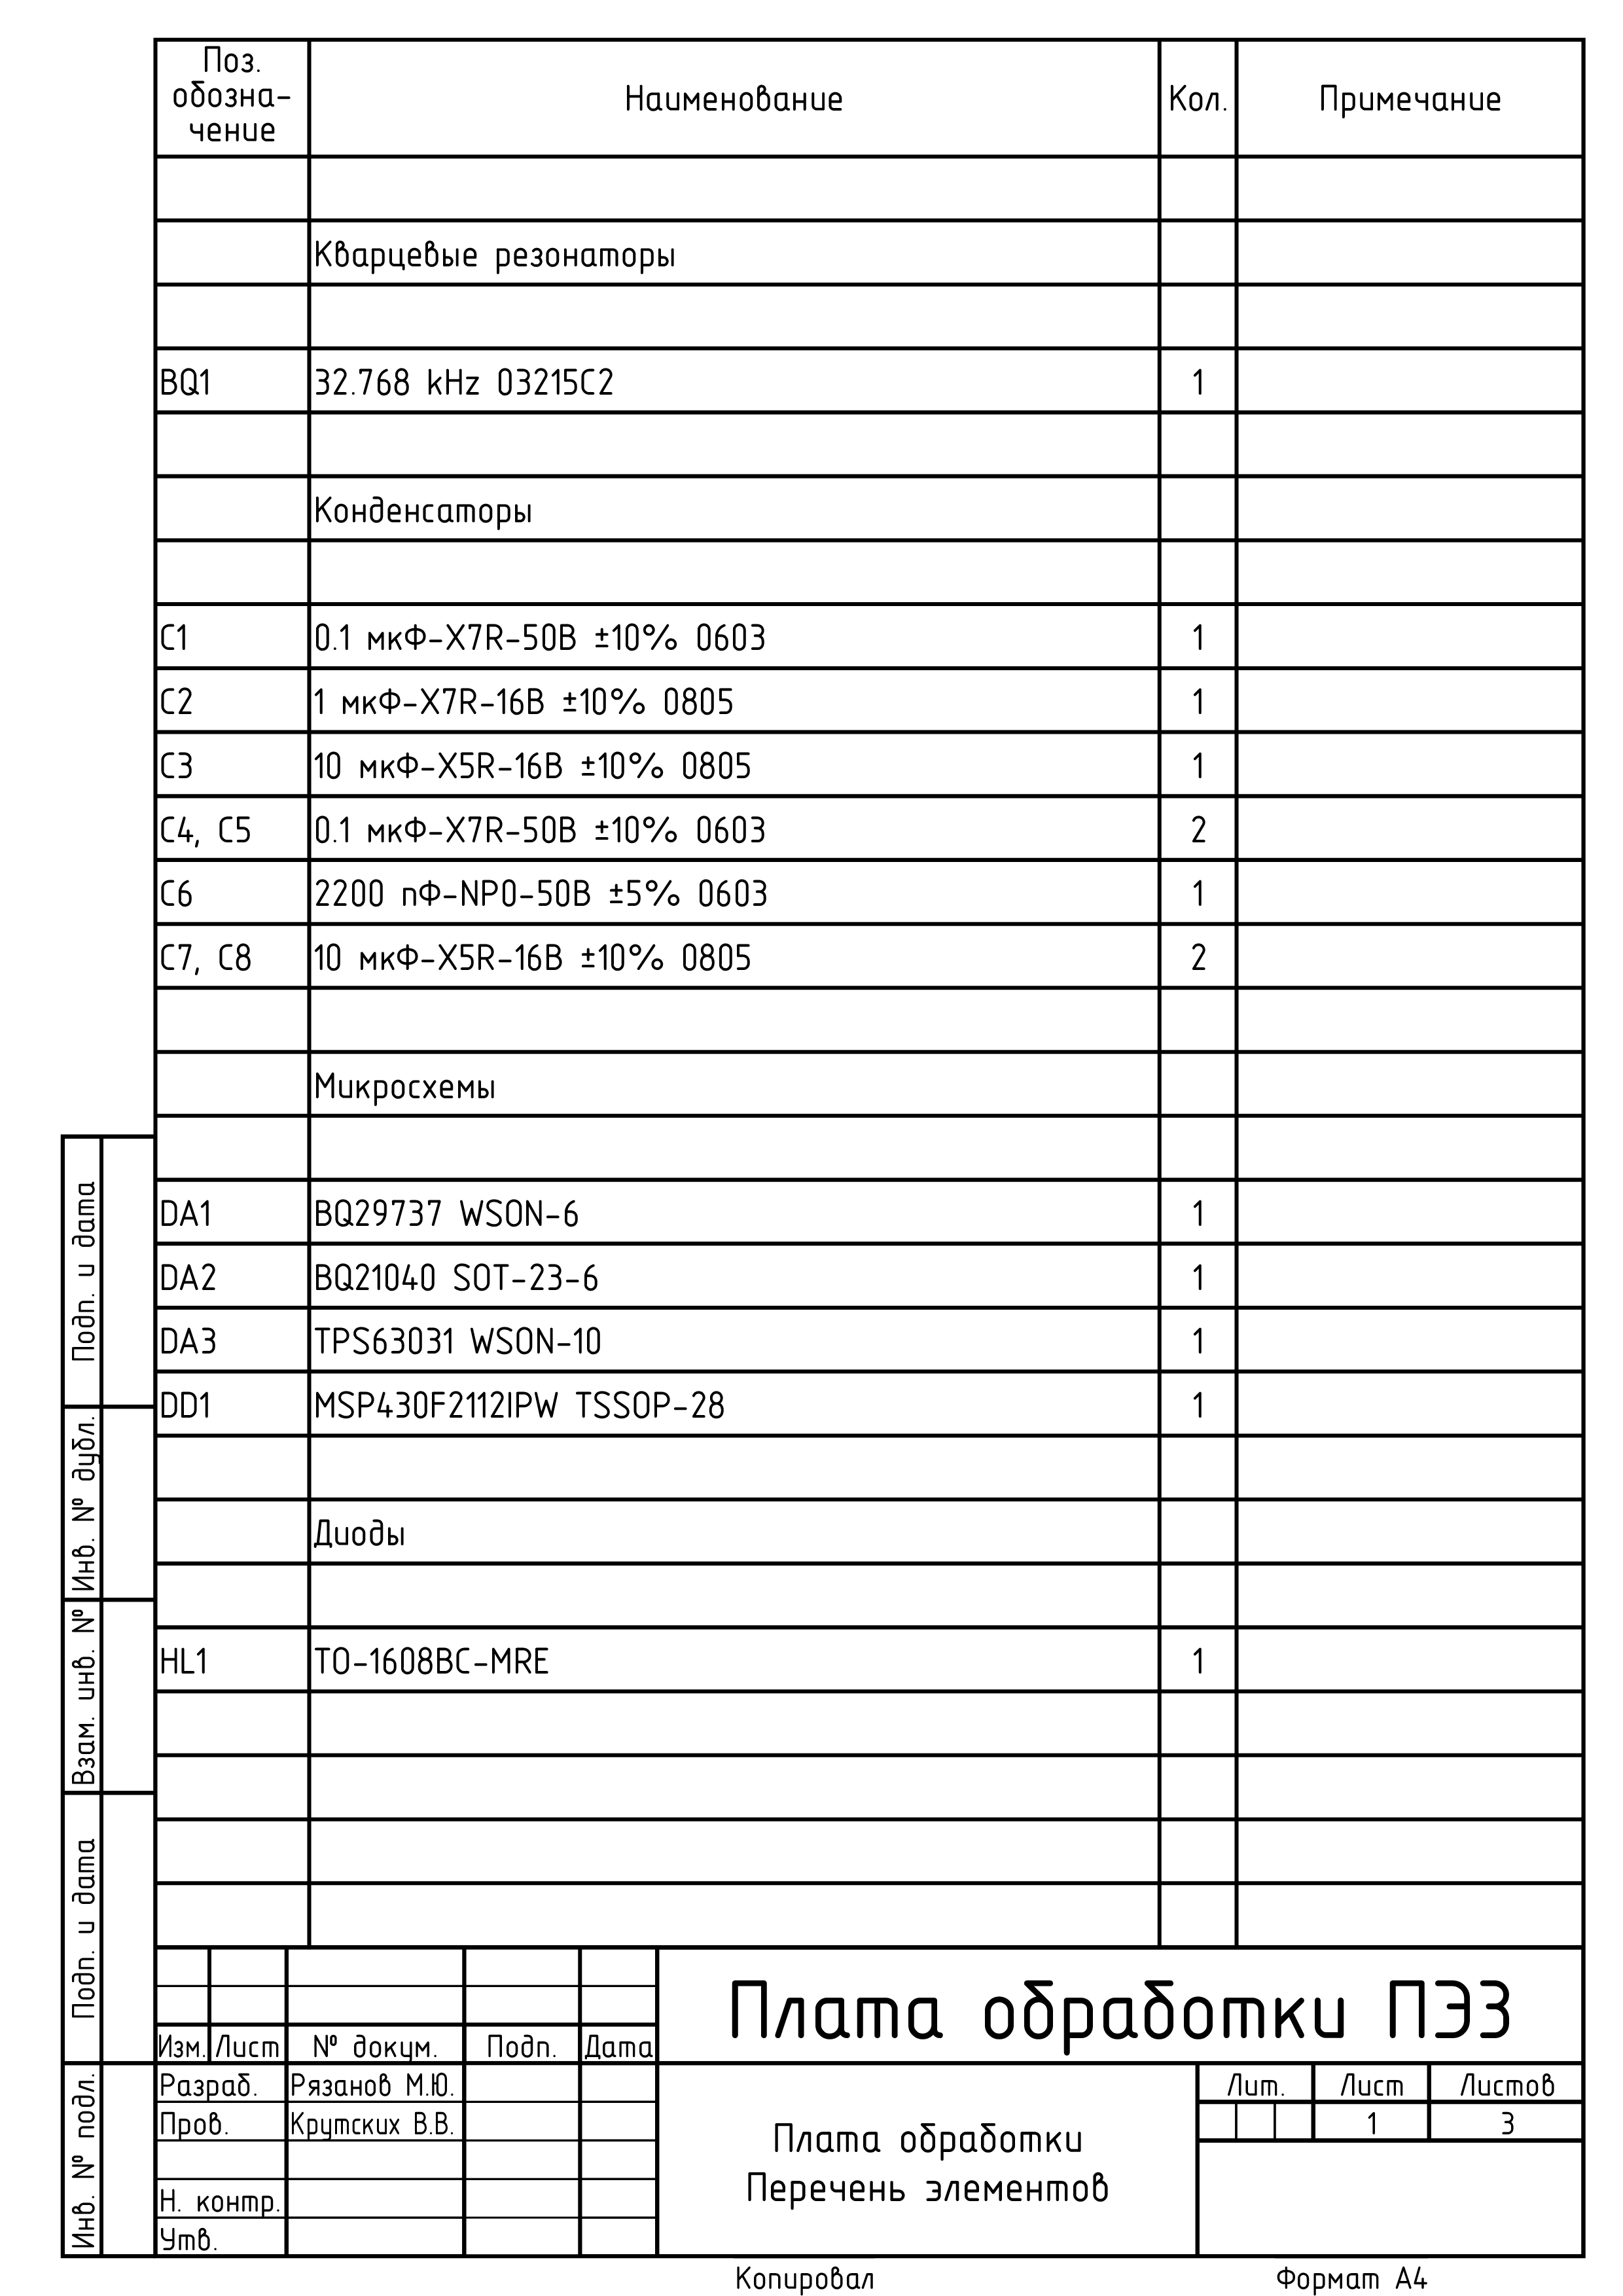 Поз.
обозна-
чение
Наименование
Кол.
Примечание
Кварцевые резонаторы
BQ1 32.768 kHz 03215C2 1
Конденсаторы
C1 0.1 мкФ-X7R-50В ±10% 0603 1
C2 1 мкФ-X7R-16В ±10% 0805 1
C3 10 мкФ-X5R-16В ±10% 0805 1
C4, C5 0.1 мкФ-X7R-50В ±10% 0603 2
C6 2200 пФ-NP0-50В ±5% 0603 1
C7, C8 10 мкФ-X5R-16В ±10% 0805 2
Микросхемы
DA1 BQ29737 WSON-6 1
DA2 BQ21040 SOT-23-6 1
DA3 TPS63031 WSON-10 1
DD1 MSP430F2112IPW TSSOP-28 1
Диоды
HL1 TO-1608BC-MRE 1
Подп. и дата
Инв. № дубл.
Взам. инв. №
Подп. и дата
Инв. № подл.
Плата обработки ПЭ3
Изм. Лист № докум. Подп. Дата
Разраб. Рязанов М.Ю.
Пров. Крутских В.В.
Н. контр.
Утв.
Плата обработки
Перечень элементов
Лит. Лист Листов
1 3
Копировал
Формат А4